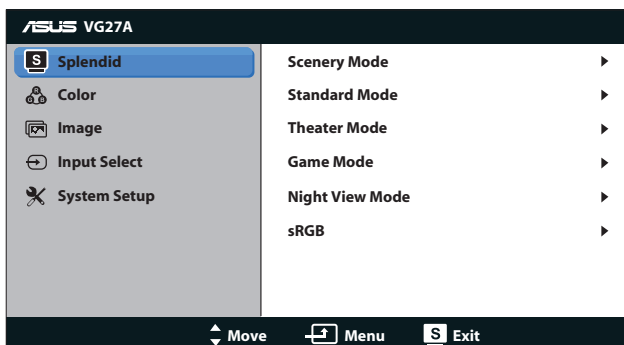 ASUS VG27A
S Splendid
Color
Image
Input Select
System Setup
Scenery Mode
Standard Mode
Theater Mode
Game Mode
Night View Mode
sRGB
Move Menu S Exit